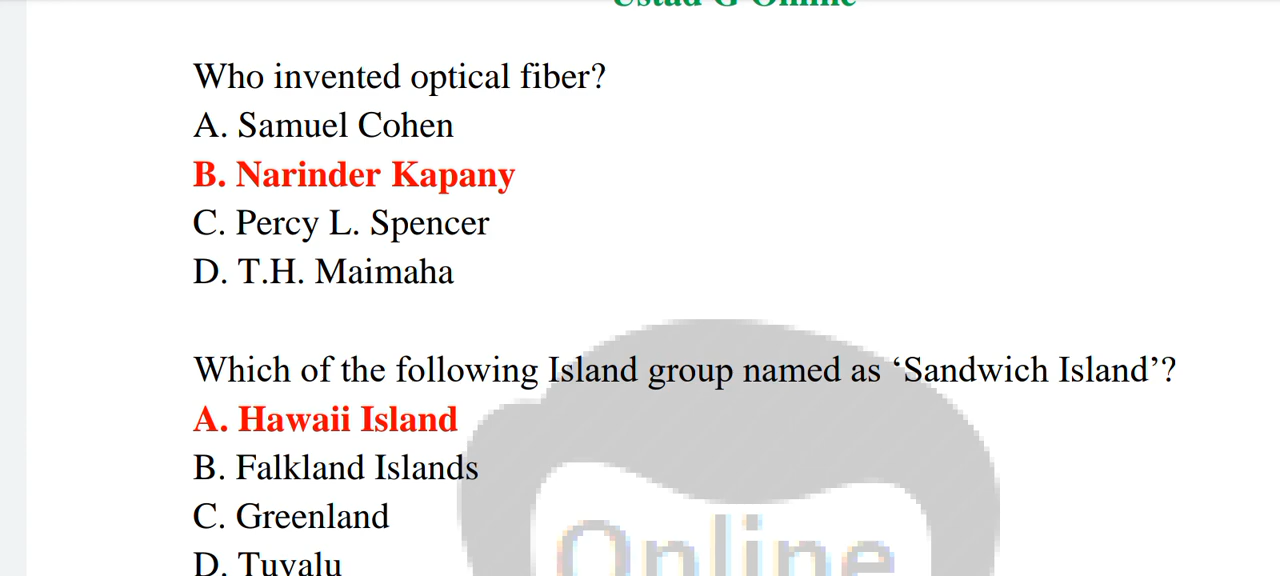 Ustad G Online
Who invented optical fiber?
A. Samuel Cohen
B. Narinder Kapany
C. Percy L. Spencer
D. T.H. Maimaha
Which of the following Island group named as ‘Sandwich Island’?
A. Hawaii Island
B. Falkland Islands
C. Greenland
D. Tuvalu
Online